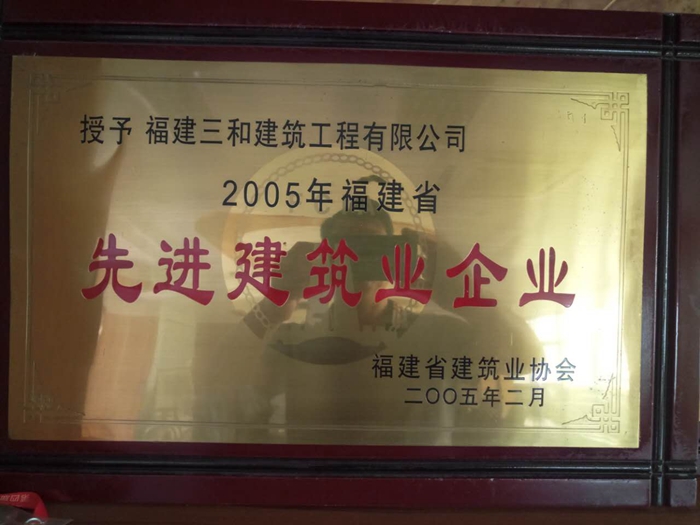 授予 福建三和建筑工程有限公司
2005年福建省
先进建筑业企业
福建省建筑业协会
二〇〇五年二月